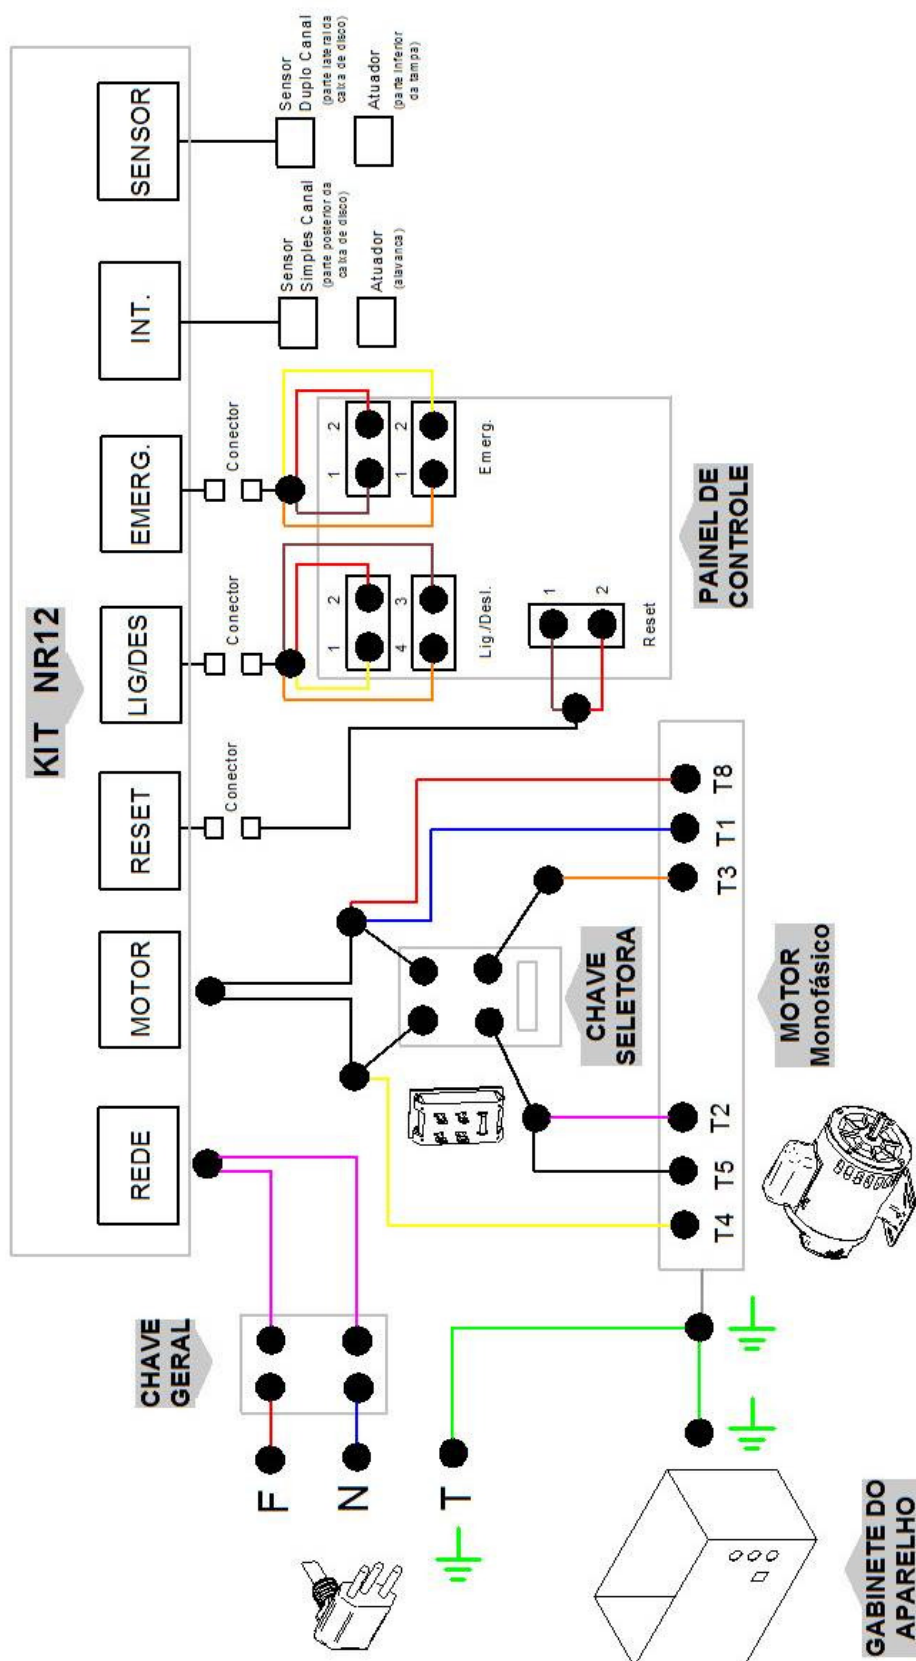 KIT NR12
REDE
MOTOR
RESET
LIG/DES
EMERG.
INT.
SENSOR
Conector
Conector
Conector
Sensor
Simples Canal
(parte posterior da
caixa de disco)
Atuador
(alavanca)
Sensor
Duplo Canal
(parte lateral da
caixa de disco)
Atuador
(parte inferior
da tampa)
CHAVE
GERAL
F
N
T
1
2
4
3
Lig./Desl.
1
2
1
2
Emerg.
1
2
Reset
PAINEL DE
CONTROLE
CHAVE
SELETORA
T4
T5
T2
T3
T1
T8
MOTOR
Monofásico
GABINETE DO
APARELHO